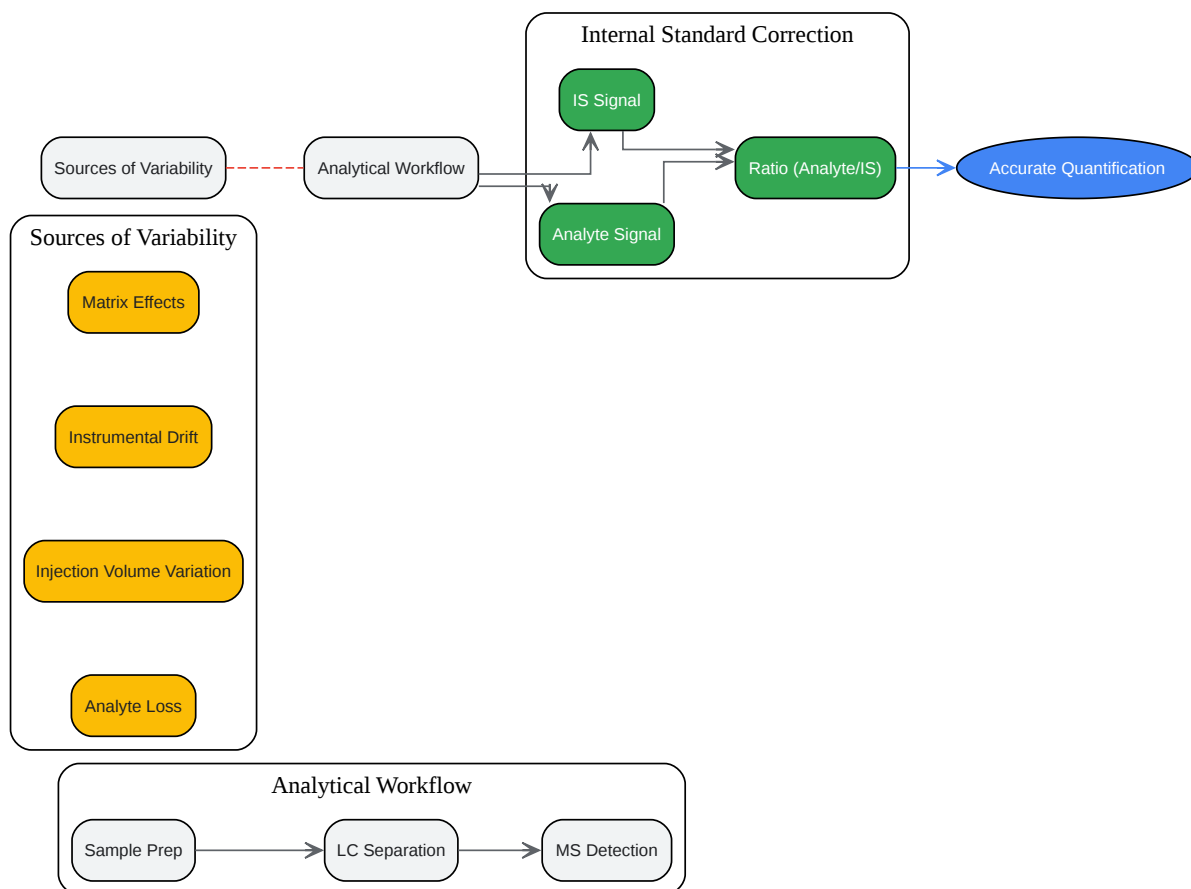 Internal Standard Correction
IS Signal
Sources of Variability
Analytical Workflow
Ratio (Analyte/IS)
Accurate Quantification
Analyte Signal
Sources of Variability
Matrix Effects
Instrumental Drift
Injection Volume Variation
Analyte Loss
Analytical Workflow
Sample Prep
LC Separation
MS Detection